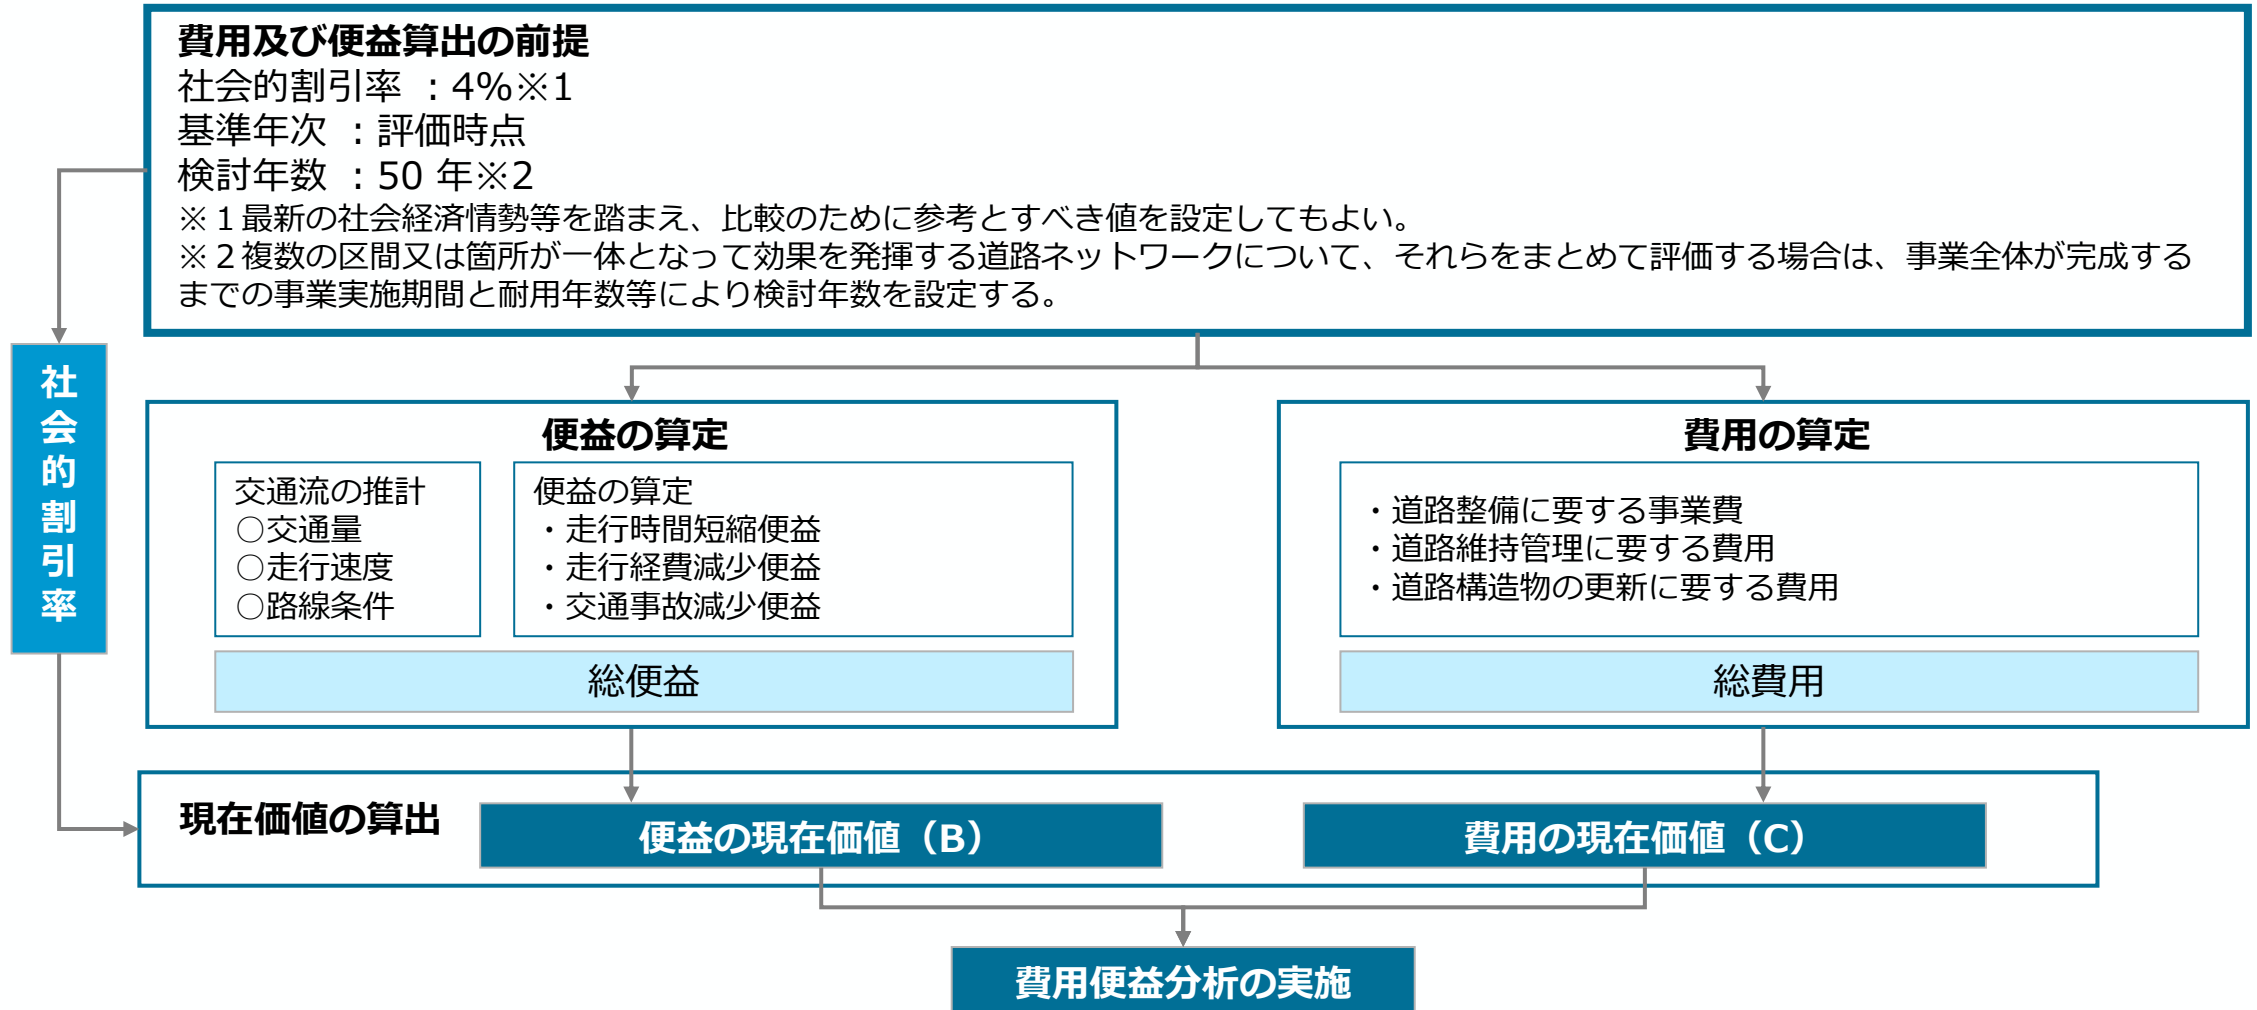 費用及び便益算出の前提
社会的割引率 ：4%※1
基準年次 ：評価時点
検討年数 ：50 年※2
※１最新の社会経済情勢等を踏まえ、比較のために参考とすべき値を設定してもよい。
※２複数の区間又は箇所が一体となって効果を発揮する道路ネットワークについて、それらをまとめて評価する場合は、事業全体が完成する
までの事業実施期間と耐用年数等により検討年数を設定する。
社会的割引率
便益の算定
交通流の推計
○交通量
○走行速度
○路線条件
便益の算定
・走行時間短縮便益
・走行経費減少便益
・交通事故減少便益
総便益
費用の算定
・道路整備に要する事業費
・道路維持管理に要する費用
・道路構造物の更新に要する費用
総費用
現在価値の算出
便益の現在価値（B）
費用の現在価値（C）
費用便益分析の実施